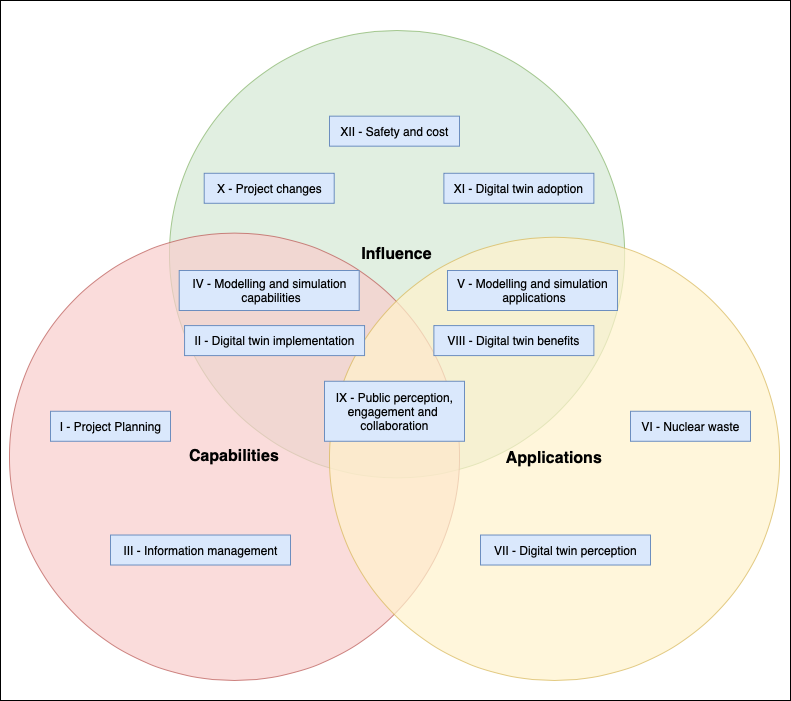 XII - Safety and cost
X - Project changes
XI - Digital twin adoption
Influence
IV - Modelling and simulation
capabilities
V - Modelling and simulation
applications
II - Digital twin implementation
VIII - Digital twin benefits
IX - Public perception,
engagement and
collaboration
I - Project Planning
VI - Nuclear waste
Capabilities
Applications
III - Information management
VII - Digital twin perception